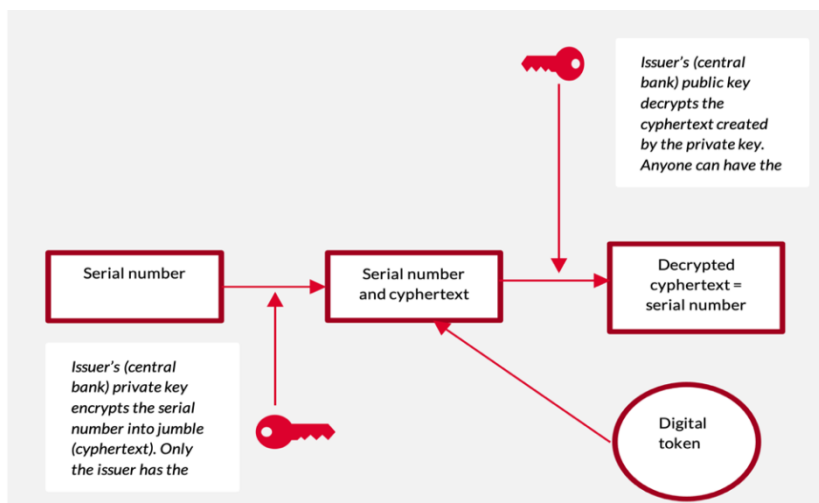 Issuer's (central
bank) public key
decrypts the
cyphertext created
by the private key.
Anyone can have the
Serial number
Serial number
and cyphertext
Decrypted
cyphertext =
serial number
Issuer's (central
bank) private key
encrypts the serial
number into jumble
(cyphertext). Only
the issuer has the
Digital
token